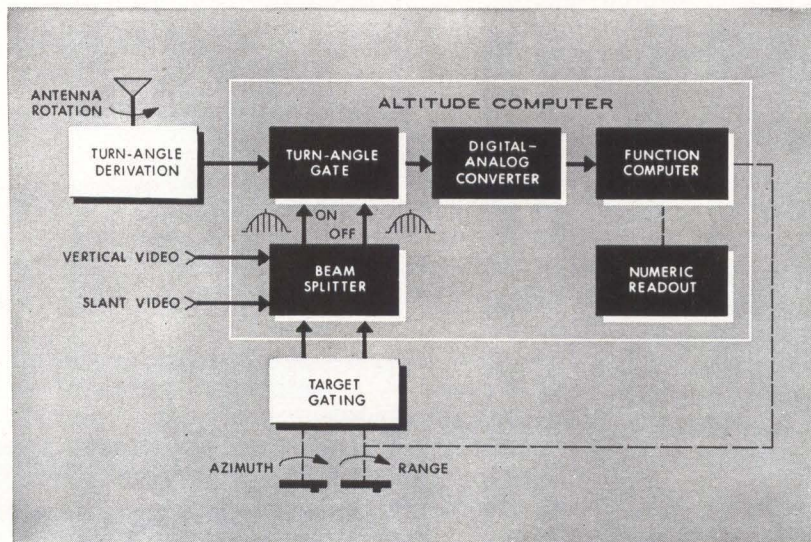 ALTITUDE COMPUTER
ANTENNA
ROTATION
TURN-ANGLE
DERIVATION
TURN-ANGLE
GATE
DIGITAL-
ANALOG
CONVERTER
FUNCTION
COMPUTER
ON
OFF
VERTICAL VIDEO
SLANT VIDEO
BEAM
SPLITTER
NUMERIC
READOUT
TARGET
GATING
AZIMUTH
RANGE